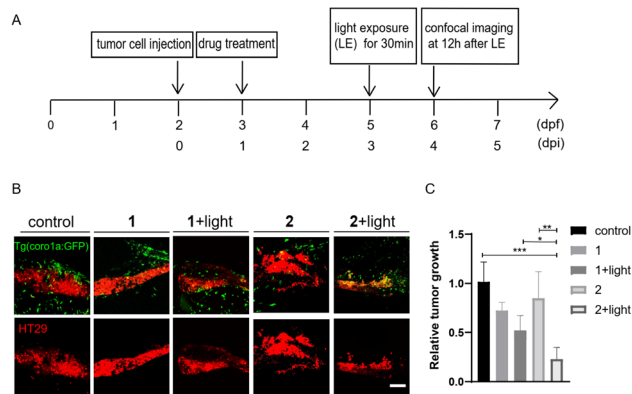 A
tumor cell injection
drug treatment
light exposure
(LE) for 30min
confocal imaging
at 12h after LE
0 1 2 3 4 5 6 7 (dpf)
0 1 2 3 4 5 (dpi)
B
control 1 1+light 2 2+light
Tg(coro1a:GFP)
HT29
C
Relative tumor growth
1.5
1.0
0.5
0.0
**
*
***
control
1
1+light
2
2+light